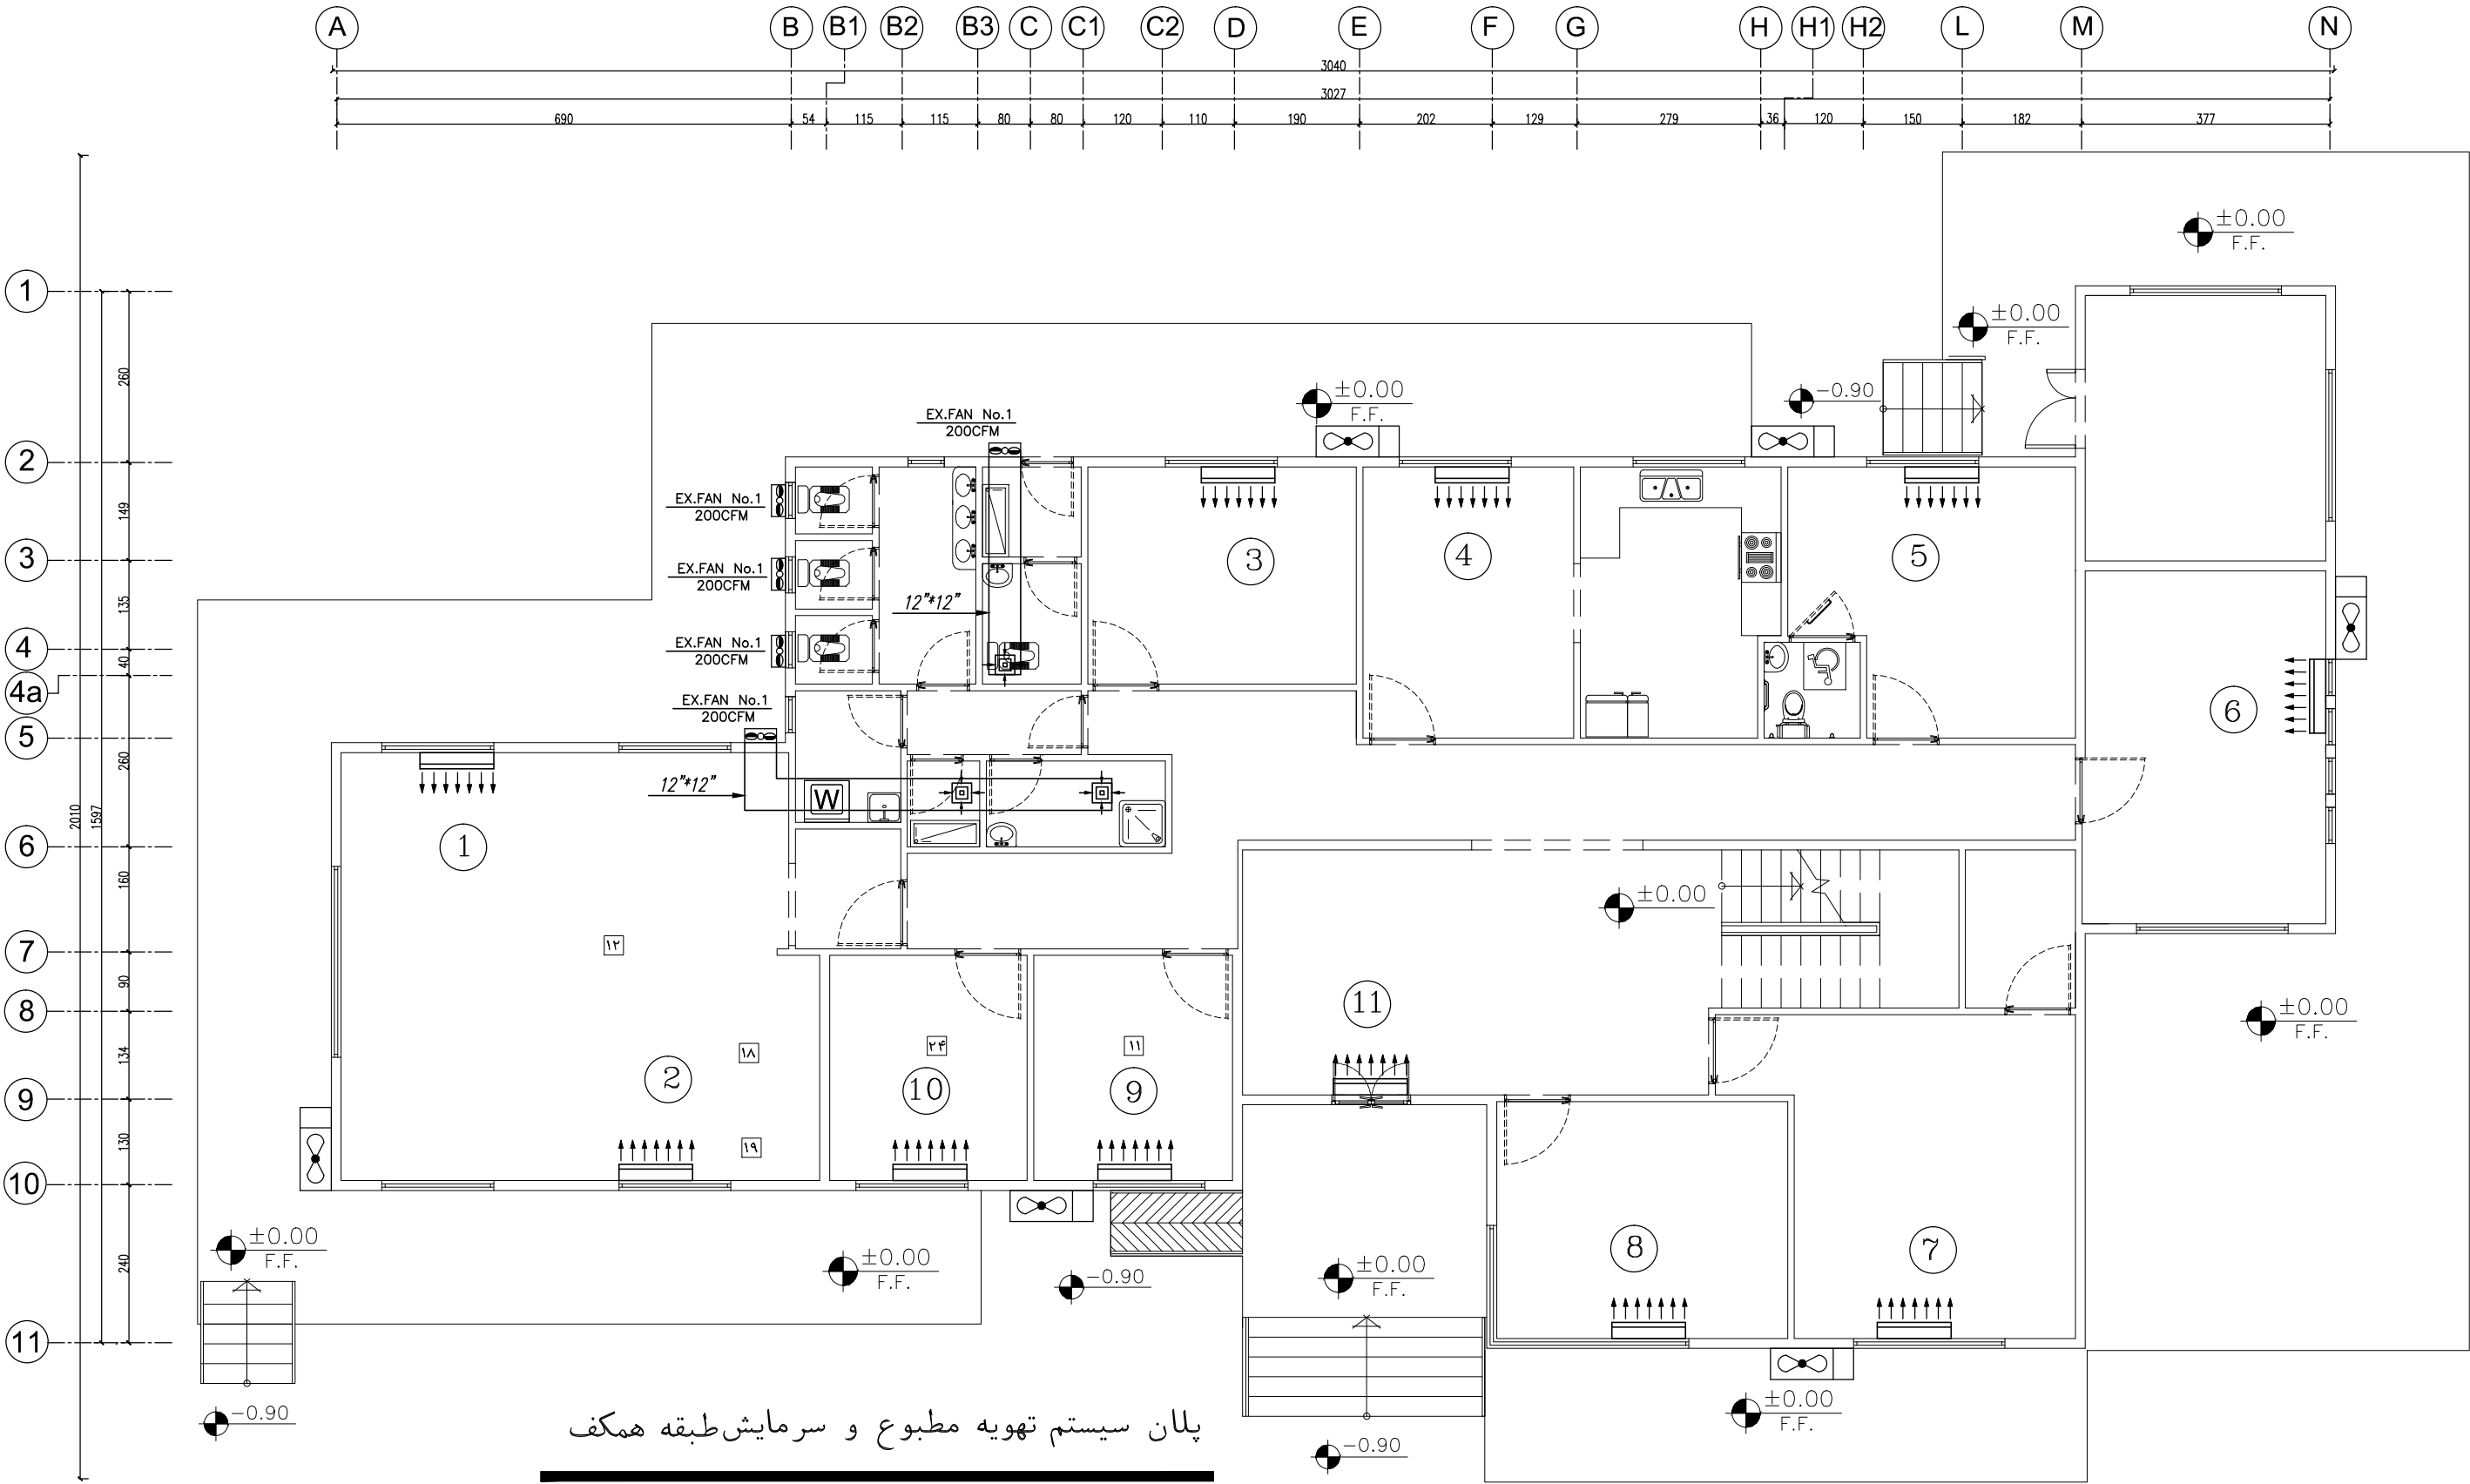 A B B1 B2 B3 C C1 C2 D E F G H H1 H2 L M N
3040
3027
690 54 115 115 80 80 120 110 190 202 129 279 36 120 150 182 377
±0.00
F.F.
1
±0.00
F.F.
260
±0.00
F.F.
-0.90
EX.FAN No.1
200CFM
2
EX.FAN No.1
200CFM
149
3
3 4 5
EX.FAN No.1
200CFM
135
12"*12"
4
EX.FAN No.1
200CFM
40
4a
EX.FAN No.1
200CFM
6
5
260
12"*12"
W
2010
1597
1
6
160
±0.00
۱۲
7
90
11
8
±0.00
F.F.
134
۱۸
۲۴
۱۱
2
10
9
9
130
۱۹
10
±0.00
F.F.
±0.00
F.F.
-0.90
±0.00
F.F.
8
7
240
11
-0.90
±0.00
F.F.
-0.90
پلان سیستم تهویه مطبوع و سرمایش طبقه همکف